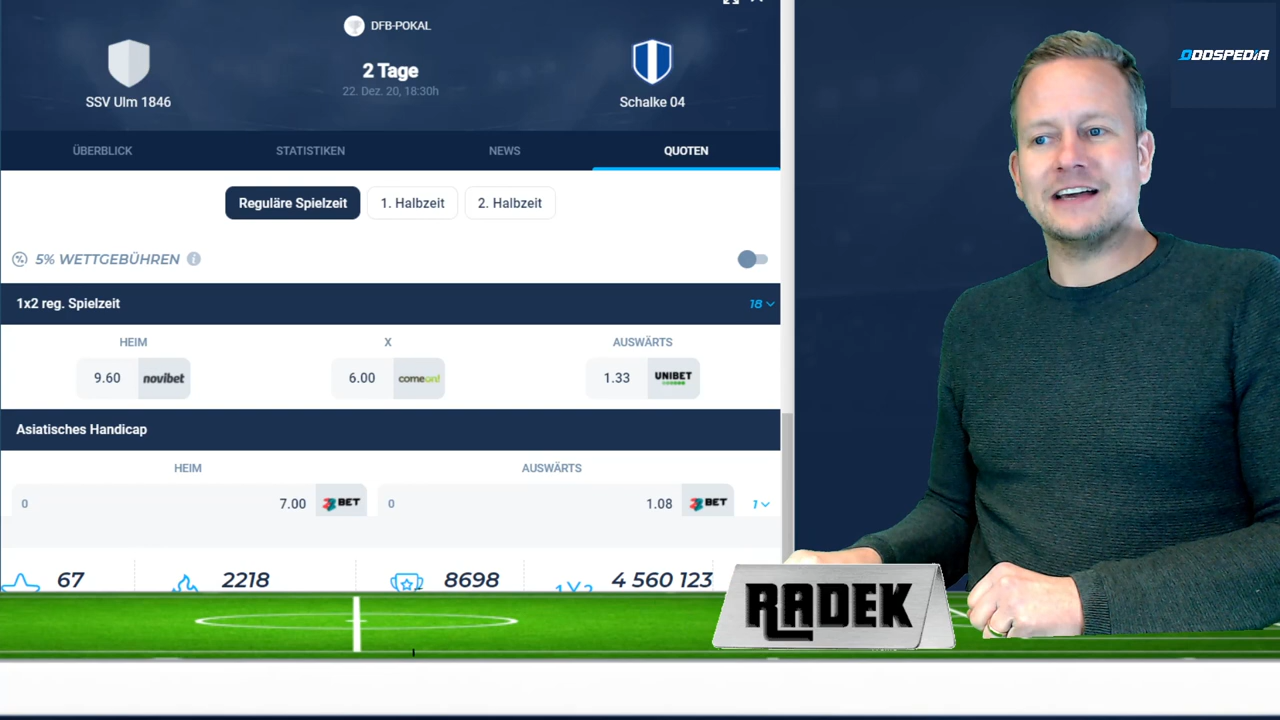 DFB-POKAL
SSV Ulm 1846
2 Tage
22. Dez. 20, 18:30h
Schalke 04
ODDSPEDIA
ÜBERBLICK STATISTIKEN NEWS QUOTEN
Reguläre Spielzeit 1. Halbzeit 2. Halbzeit
5% WETTGEBÜHREN i
1x2 reg. Spielzeit 18
HEIM X AUSWÄRTS
9.60 novibet 6.00 comeon! 1.33 UNIBET
Asiatisches Handicap
HEIM AUSWÄRTS
0 7.00 22BET 0 1.08 22BET 1
67 2218 8698 1X2 4 560 123
RADEK